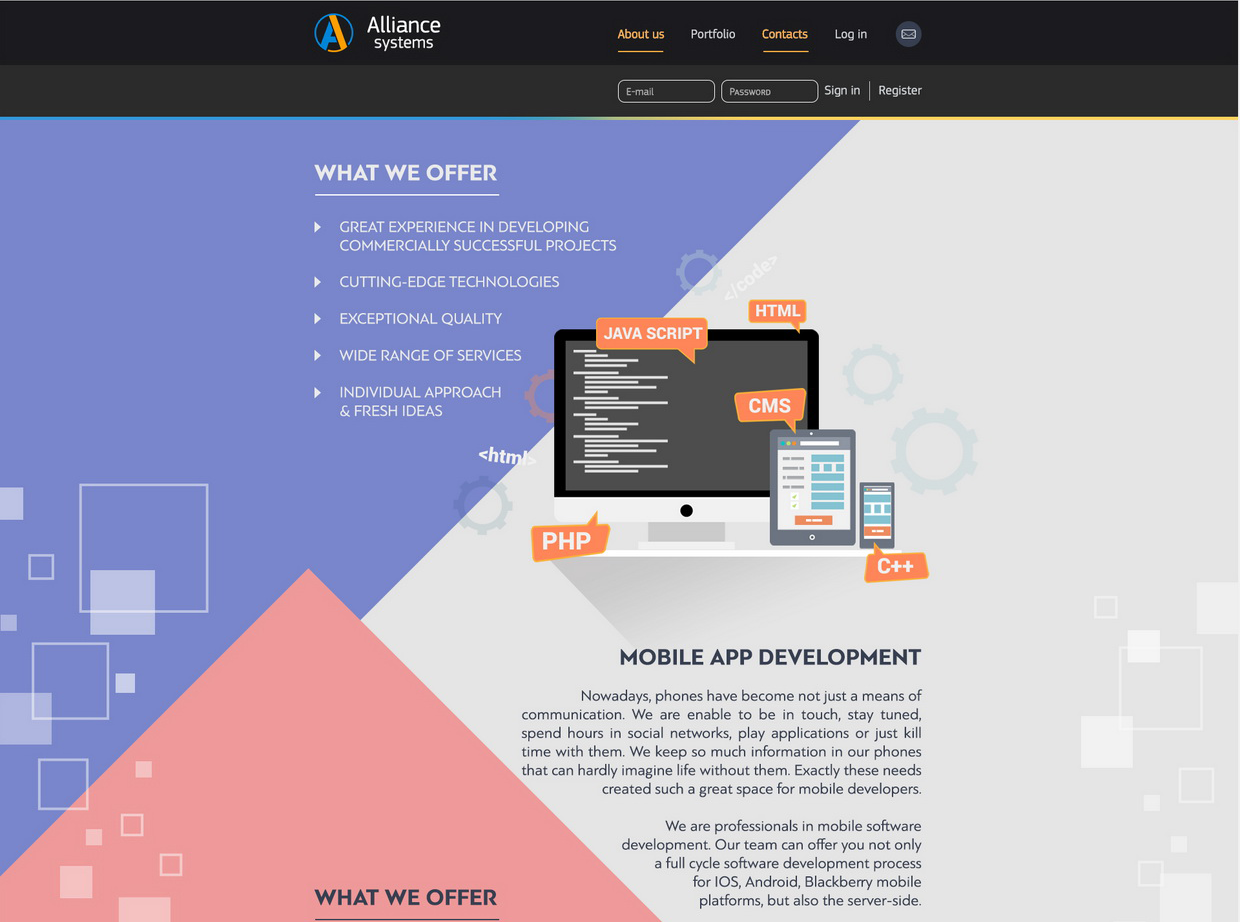 Alliance
systems
About us
Portfolio
Contacts
Log in
E-mail
PASSWORD
Sign in
Register
WHAT WE OFFER
GREAT EXPERIENCE IN DEVELOPING
COMMERCIALLY SUCCESSFUL PROJECTS
CUTTING-EDGE TECHNOLOGIES
EXCEPTIONAL QUALITY
WIDE RANGE OF SERVICES
INDIVIDUAL APPROACH
& FRESH IDEAS
</code>
HTML
JAVA SCRIPT
CMS
<html>
PHP
C++
MOBILE APP DEVELOPMENT
Nowadays, phones have become not just a means of
communication. We are enable to be in touch, stay tuned,
spend hours in social networks, play applications or just kill
time with them. We keep so much information in our phones
that can hardly imagine life without them. Exactly these needs
created such a great space for mobile developers.
We are professionals in mobile software
development. Our team can offer you not only
a full cycle software development process
for IOS, Android, Blackberry mobile
platforms, but also the server-side.
WHAT WE OFFER